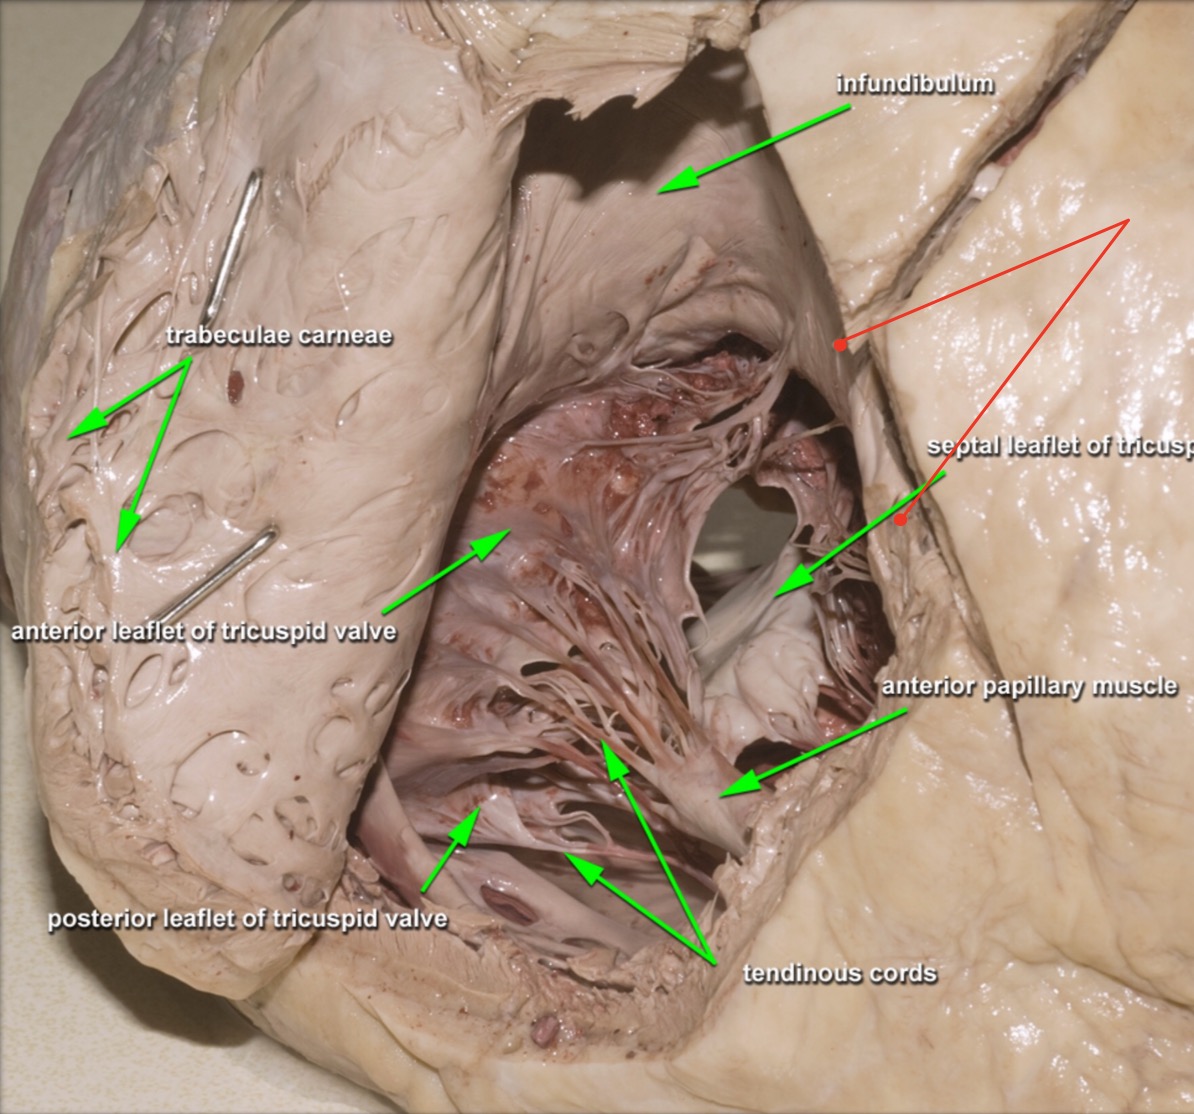 infundibulum
trabeculae carneae
septal leaflet of tricusp
anterior leaflet of tricuspid valve
anterior papillary muscle
posterior leaflet of tricuspid valve
tendinous cords